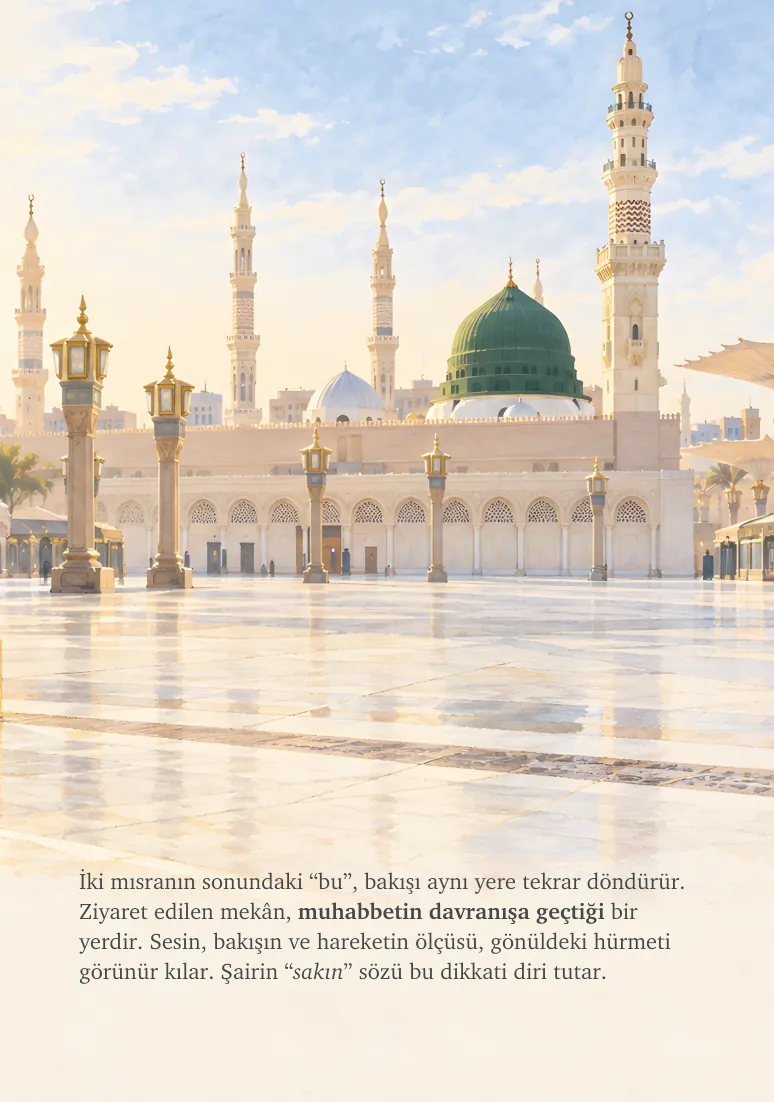 İki mısranın sonundaki “bu”, bakışı aynı yere tekrar döndürür.
Ziyaret edilen mekân, muhabbetin davranışa geçtiği bir
yerdir. Sesin, bakışın ve hareketin ölçüsü, gönüldeki hürmeti
görünür kılar. Şairin “sakın” sözü bu dikkati diri tutar.